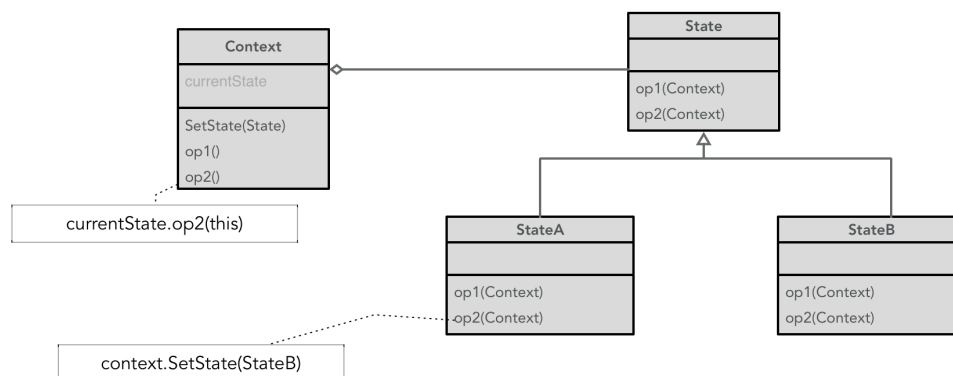 Context
currentState
SetState(State)
op1()
op2()
currentState.op2(this)
State
op1(Context)
op2(Context)
StateA
op1(Context)
op2(Context)
context.SetState(StateB)
StateB
op1(Context)
op2(Context)